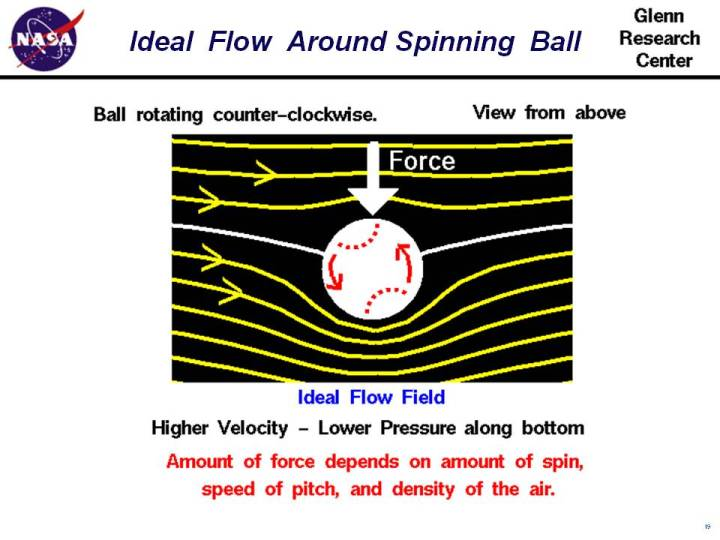 NASA
Ideal Flow Around Spinning Ball
Glenn
Research
Center
Ball rotating counter-clockwise.
View from above
Force
Ideal Flow Field
Higher Velocity - Lower Pressure along bottom
Amount of force depends on amount of spin,
speed of pitch, and density of the air.
19